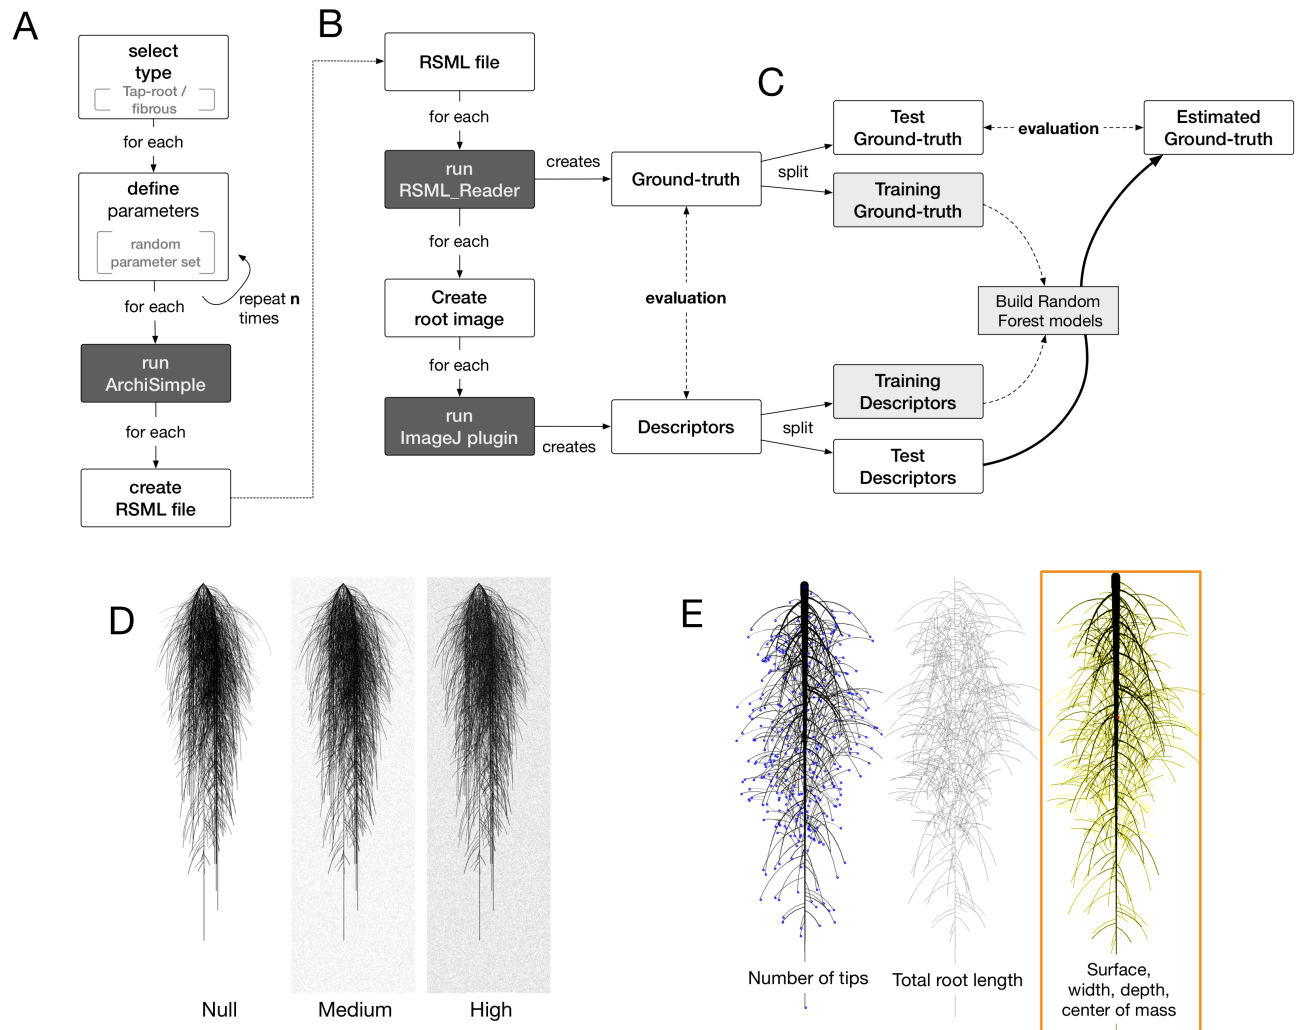 A
select
type
Tap-root /
fibrous
for each
define
parameters
random
parameter set
repeat n
times
for each
run
ArchiSimple
for each
create
RSML file
B
RSML file
for each
run
RSML_Reader
creates
for each
Create
root image
for each
run
ImageJ plugin
creates
Ground-truth
evaluation
Descriptors
C
split
Test
Ground-truth
Training
Ground-truth
evaluation
Estimated
Ground-truth
Build Random
Forest models
split
Training
Descriptors
Test
Descriptors
D
Null
Medium
High
E
Number of tips
Total root length
Surface,
width, depth,
center of mass